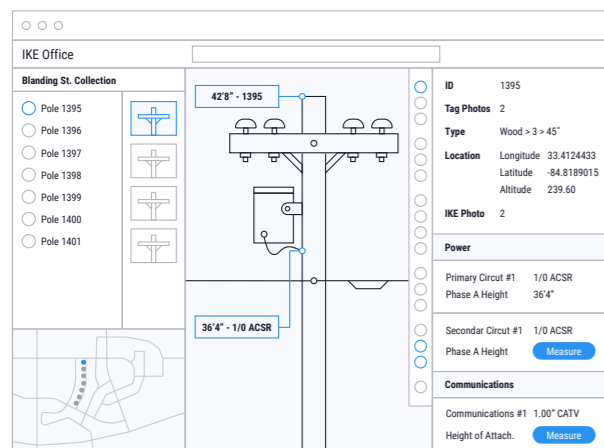 IKE Office
Blanding St. Collection
Pole 1395
Pole 1396
Pole 1397
Pole 1398
Pole 1399
Pole 1400
Pole 1401
42'8" - 1395
36'4" - 1/0 ACSR
ID 1395
Tag Photos 2
Type Wood > 3 > 45"
Location Longitude 33.4124433
Latitude -84.8189015
Altitude 239.60
IKE Photo 2
Power
Primary Circut #1 1/0 ACSR
Phase A Height 36'4"
Secondar Circut #1 1/0 ACSR
Phase A Height Measure
Communications
Communications #1 1.00" CATV
Height of Attach. Measure